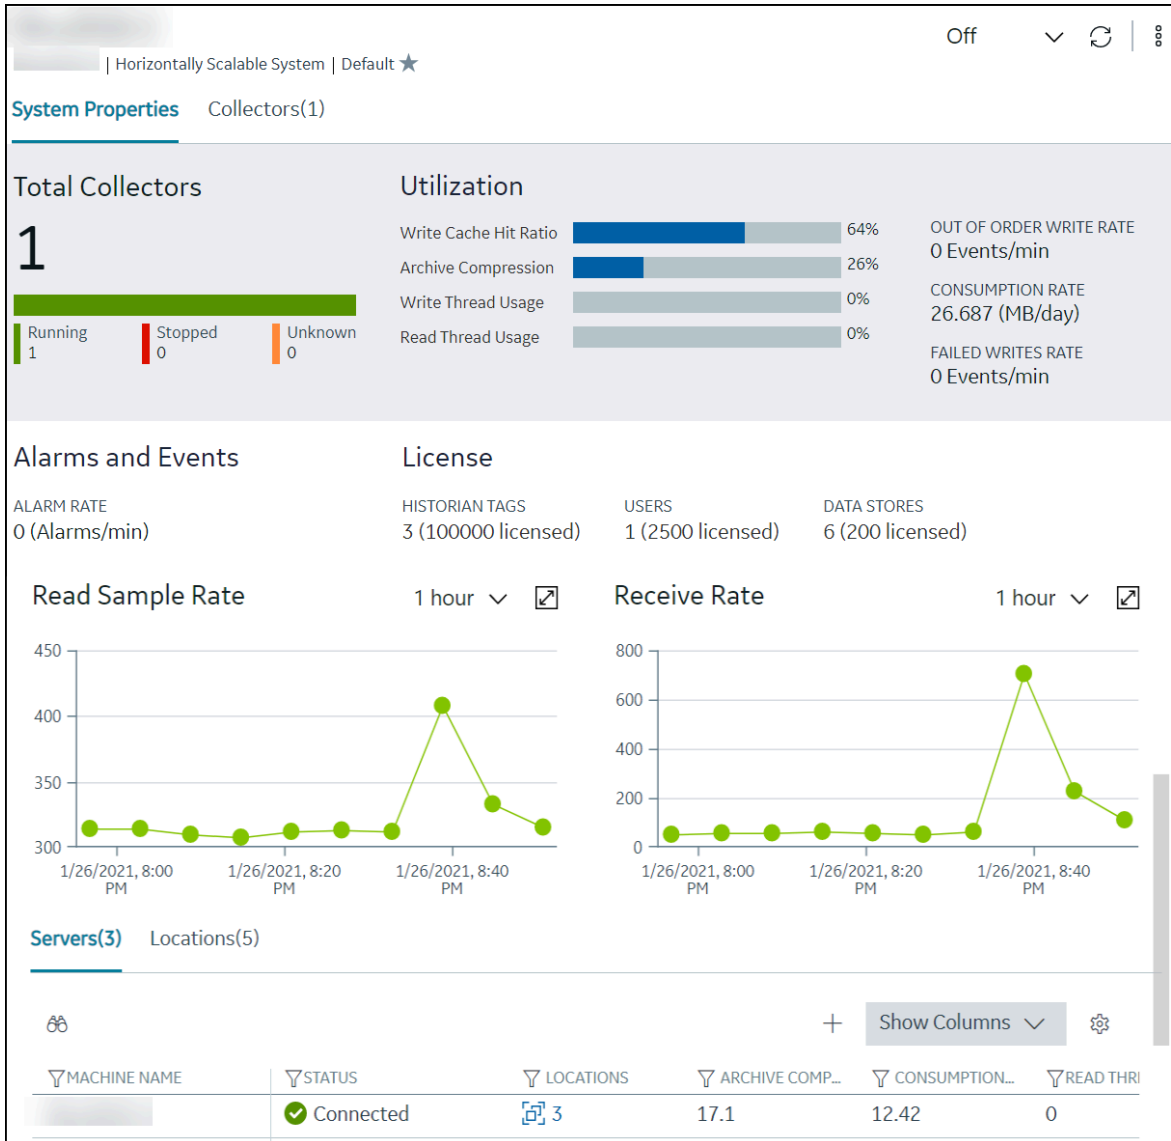 Off
| Horizontally Scalable System | Default
System Properties Collectors(1)
Total Collectors
1
Running
1
Stopped
0
Unknown
0
Utilization
Write Cache Hit Ratio 64%
Archive Compression 26%
Write Thread Usage 0%
Read Thread Usage 0%
OUT OF ORDER WRITE RATE
0 Events/min
CONSUMPTION RATE
26.687 (MB/day)
FAILED WRITES RATE
0 Events/min
Alarms and Events
ALARM RATE
0 (Alarms/min)
License
HISTORIAN TAGS
3 (100000 licensed)
USERS
1 (2500 licensed)
DATA STORES
6 (200 licensed)
Read Sample Rate 1 hour
450
400
350
300
1/26/2021, 8:00
PM
1/26/2021, 8:20
PM
1/26/2021, 8:40
PM
Receive Rate 1 hour
800
600
400
200
0
1/26/2021, 8:00
PM
1/26/2021, 8:20
PM
1/26/2021, 8:40
PM
Servers(3) Locations(5)
Show Columns
MACHINE NAME STATUS LOCATIONS ARCHIVE COMP... CONSUMPTION... READ THRI
Connected 3 17.1 12.42 0